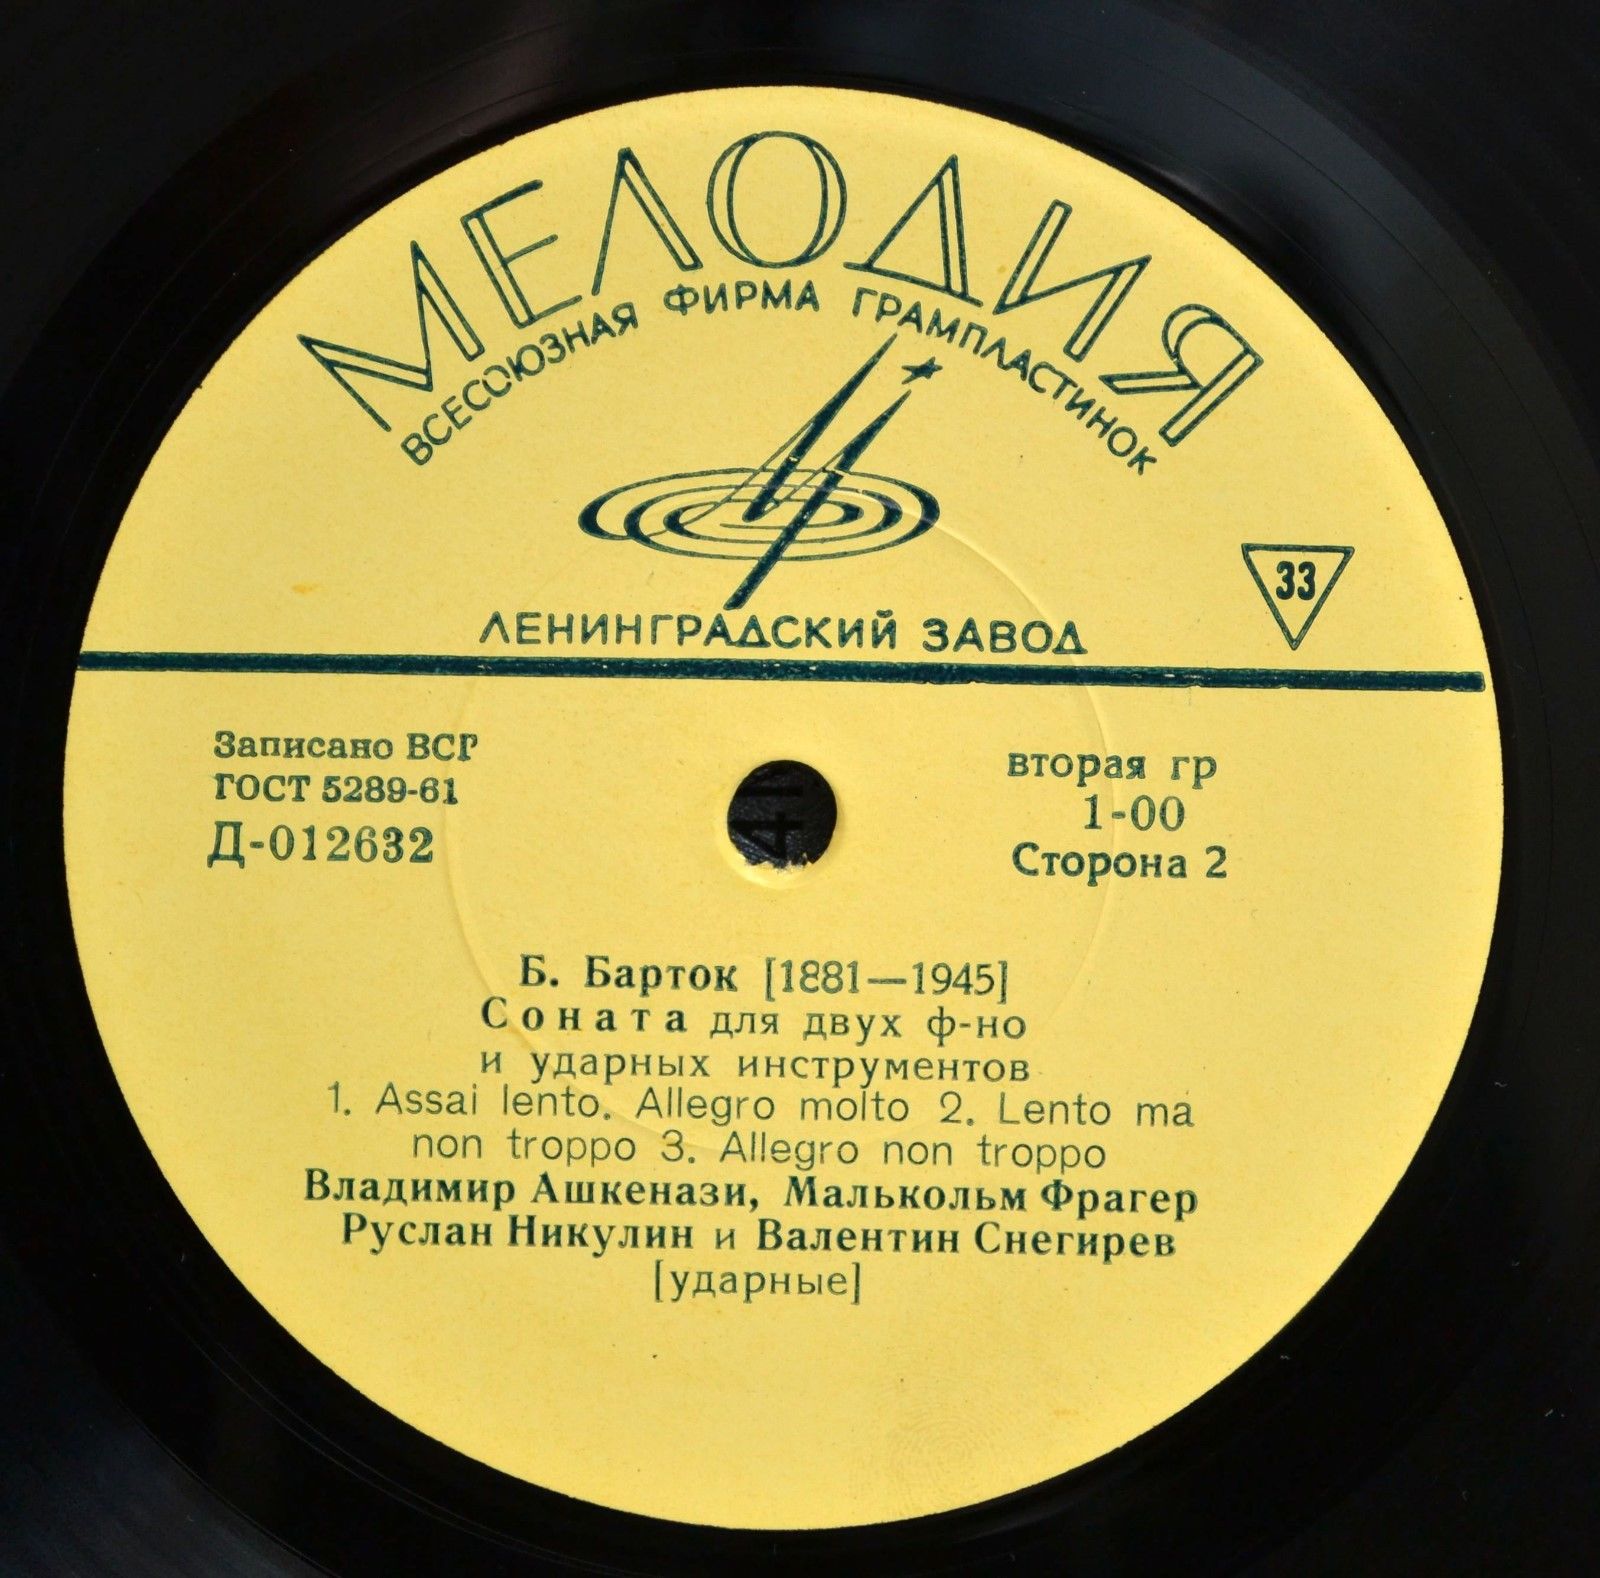 МЕЛОДИЯ
ВСЕСОЮЗНАЯ ФИРМА ГРАМПЛАСТИНОК
33
ЛЕНИНГРАДСКИЙ ЗАВОД
Записано ВСГ
ГОСТ 5289-61
Д-012632
вторая гр
1-00
Сторона 2
Б. Барток [1881—1945]
Соната для двух ф-но
и ударных инструментов
1. Assai lento. Allegro molto 2. Lento ma
non troppo 3. Allegro non troppo
Владимир Ашкенази, Малькольм Фрагер
Руслан Никулин и Валентин Снегирев
[ударные]